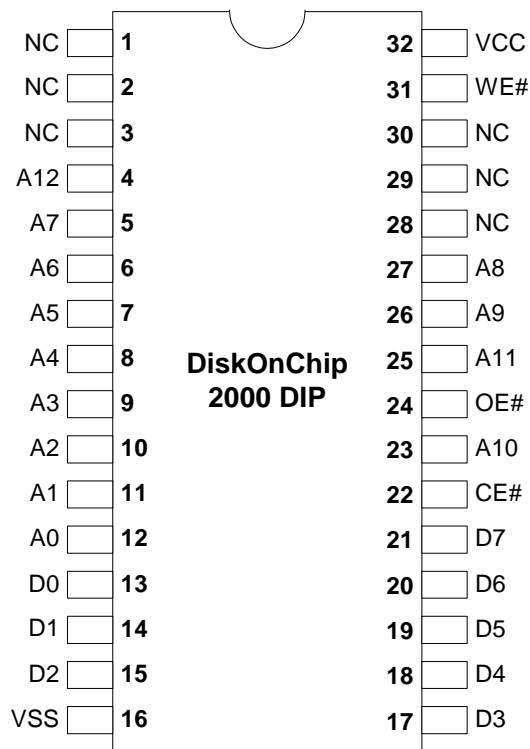 NC 1 32 VCC
NC 2 31 WE#
NC 3 30 NC
A12 4 29 NC
A7 5 28 NC
A6 6 27 A8
A5 7 26 A9
A4 8 25 A11
DiskOnChip
2000 DIP
A3 9 24 OE#
A2 10 23 A10
A1 11 22 CE#
A0 12 21 D7
D0 13 20 D6
D1 14 19 D5
D2 15 18 D4
VSS 16 17 D3